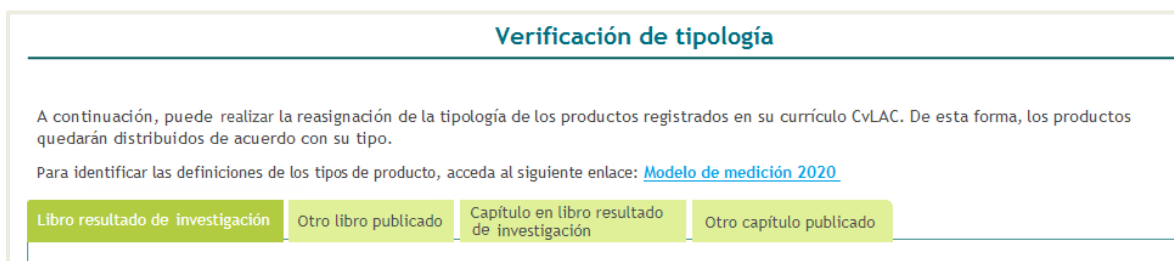 Verificación de tipología
A continuación, puede realizar la reasignación de la tipología de los productos registrados en su currículo CvLAC. De esta forma, los productos
quedarán distribuidos de acuerdo con su tipo.
Para identificar las definiciones de los tipos de producto, acceda al siguiente enlace: Modelo de medición 2020
Libro resultado de investigación
Otro libro publicado
Capítulo en libro resultado
de investigación
Otro capítulo publicado